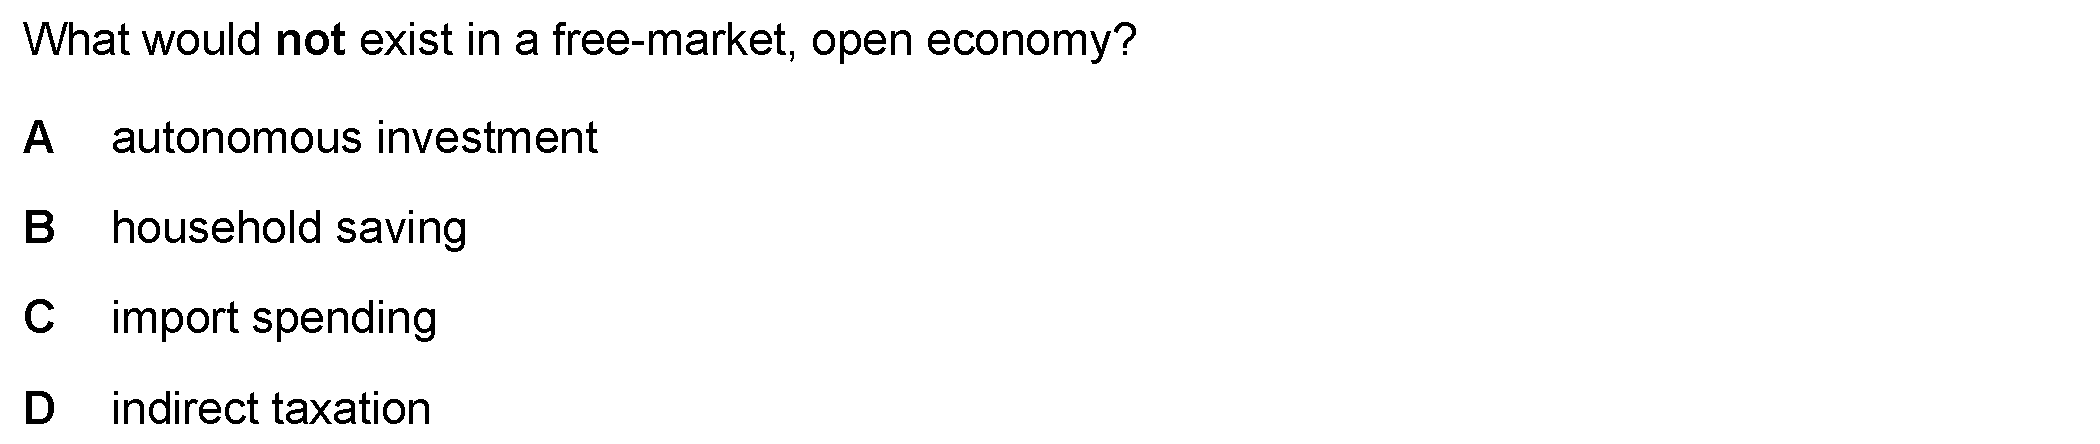 What would not exist in a free-market, open economy?
A autonomous investment
B household saving
C import spending
D indirect taxation